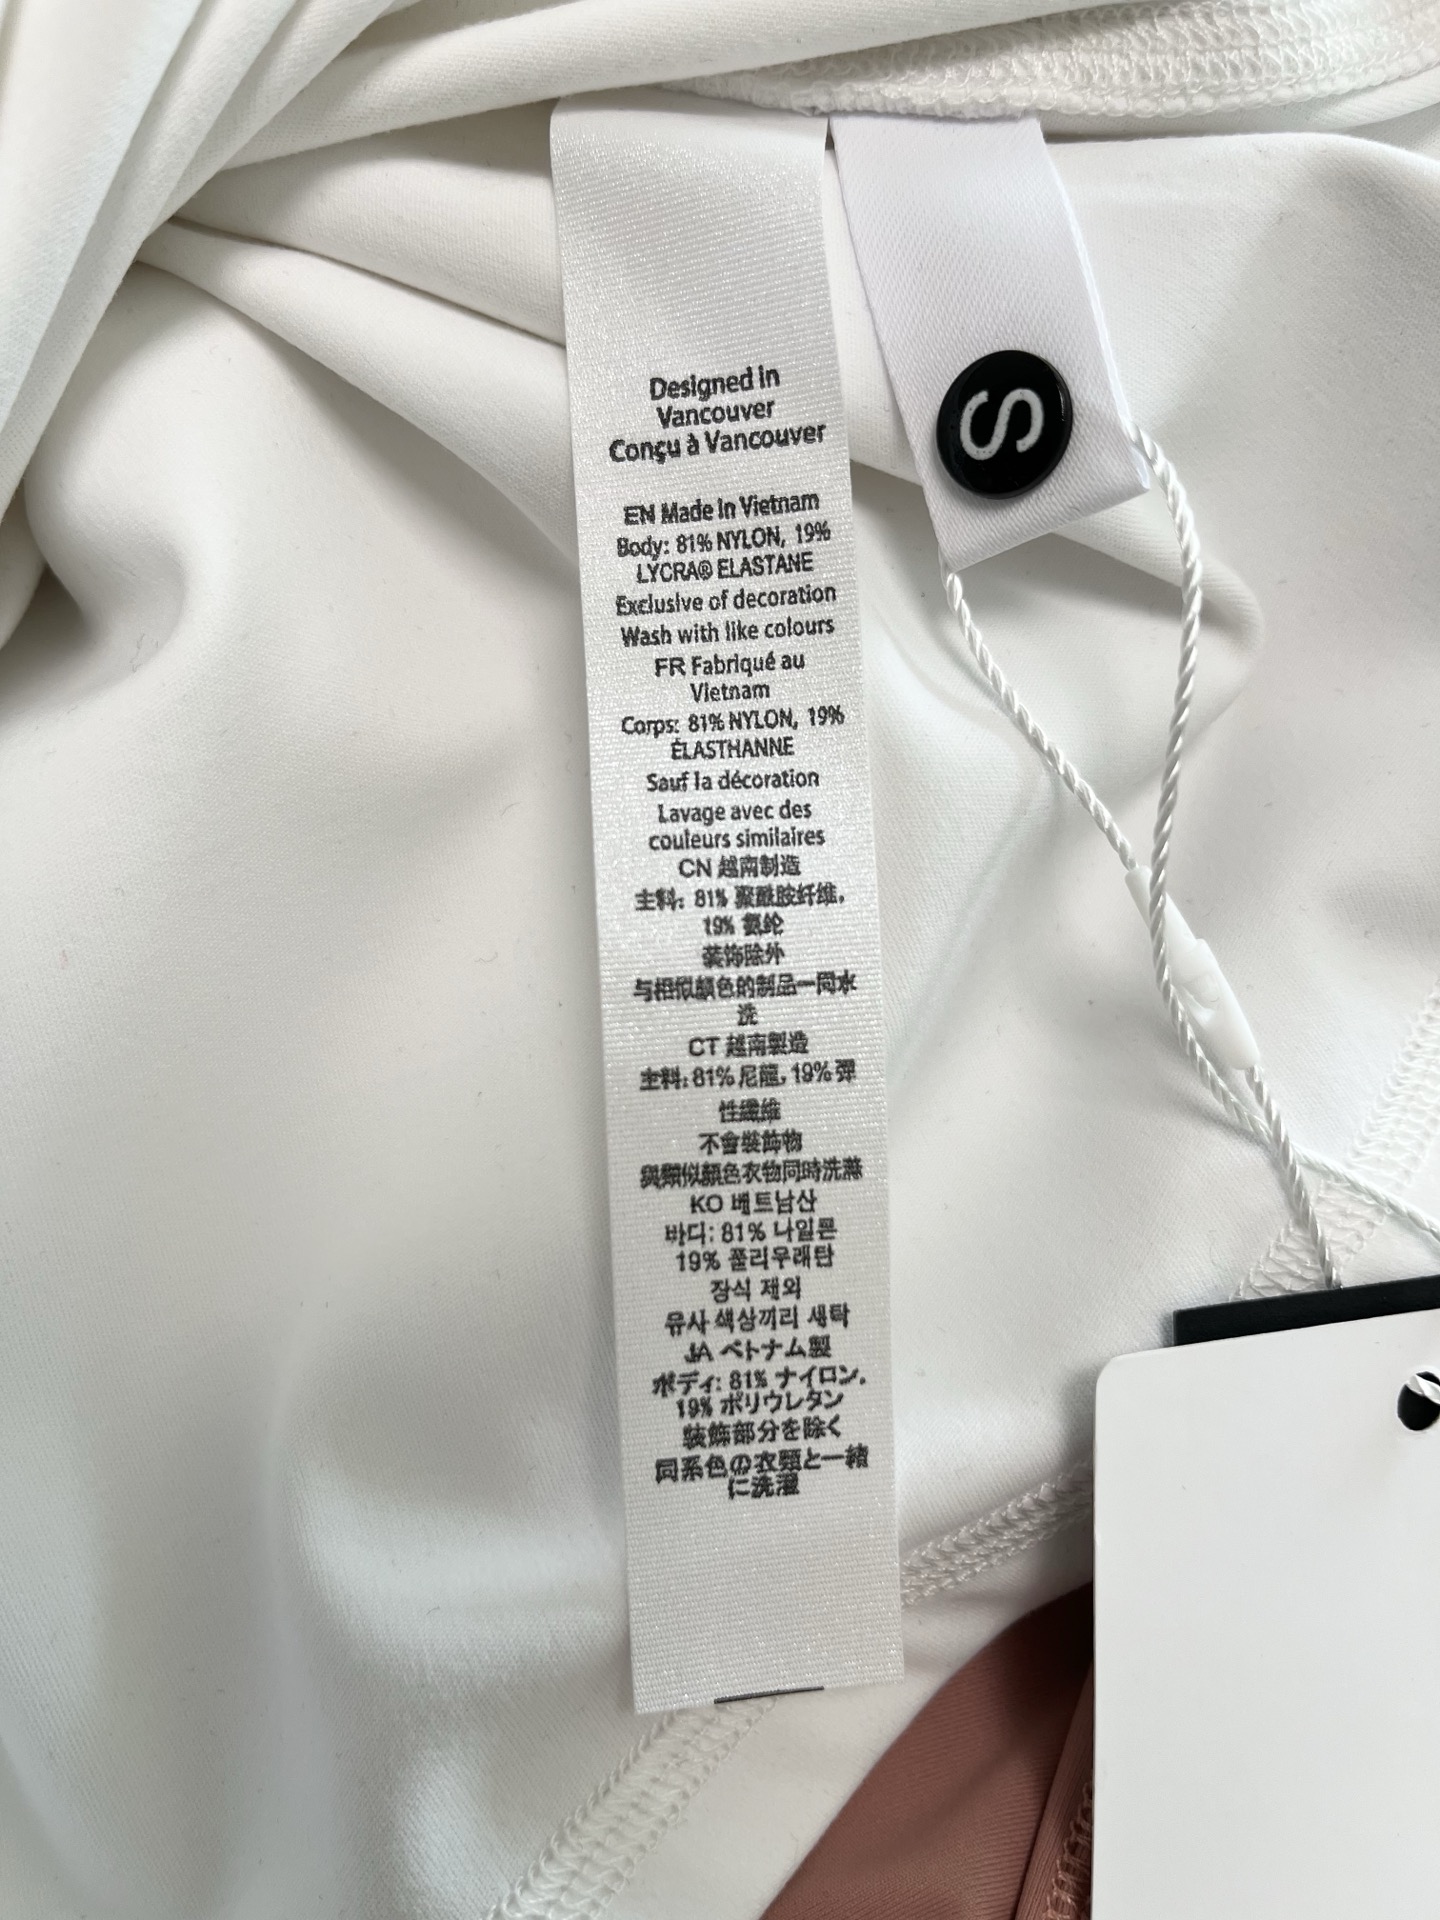 Designed in
Vancouver
Conçu à Vancouver
EN Made in Vietnam
Body: 81% NYLON, 19%
LYCRA® ELASTANE
Exclusive of decoration
Wash with like colours
FR Fabriqué au
Vietnam
Corps: 81% NYLON, 19%
ÉLASTHANNE
Sauf la décoration
Lavage avec des
couleurs similaires
CN 越南制造
主料: 81% 聚酰胺纤维,
19% 氨纶
装饰除外
与相似颜色的制品一同水
洗
CT 越南製造
主料: 81% 尼龍, 19% 彈
性纖維
不會裝飾物
與類似顏色衣物同時洗滌
KO 베트남산
바디: 81% 나일론
19% 폴리우레탄
장식 제외
유사 색상끼리 세탁
JA ベトナム製
ボディ: 81% ナイロン,
19% ポリウレタン
装飾部分を除く
同系色の衣類と一緒
に洗濯
S